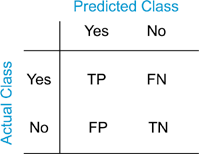 Predicted Class
Yes No
Actual Class
Yes TP FN
No FP TN